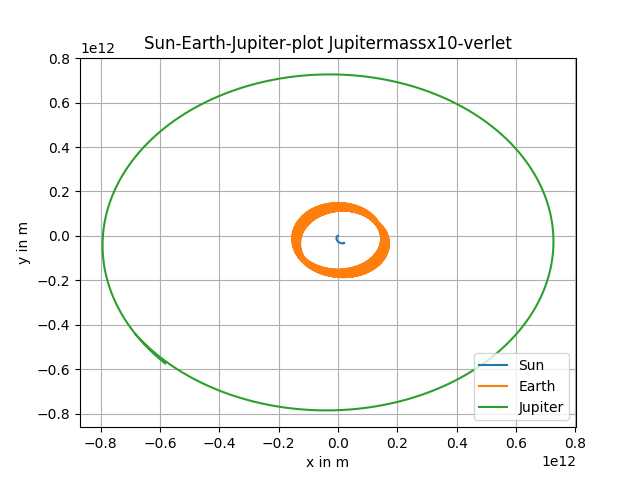 Sun-Earth-Jupiter-plot Jupitermassx10-verlet
1e12
0.8
0.6
0.4
0.2
0.0
−0.2
−0.4
−0.6
−0.8
y in m
Sun
Earth
Jupiter
−0.8 −0.6 −0.4 −0.2 0.0 0.2 0.4 0.6 0.8
x in m
1e12